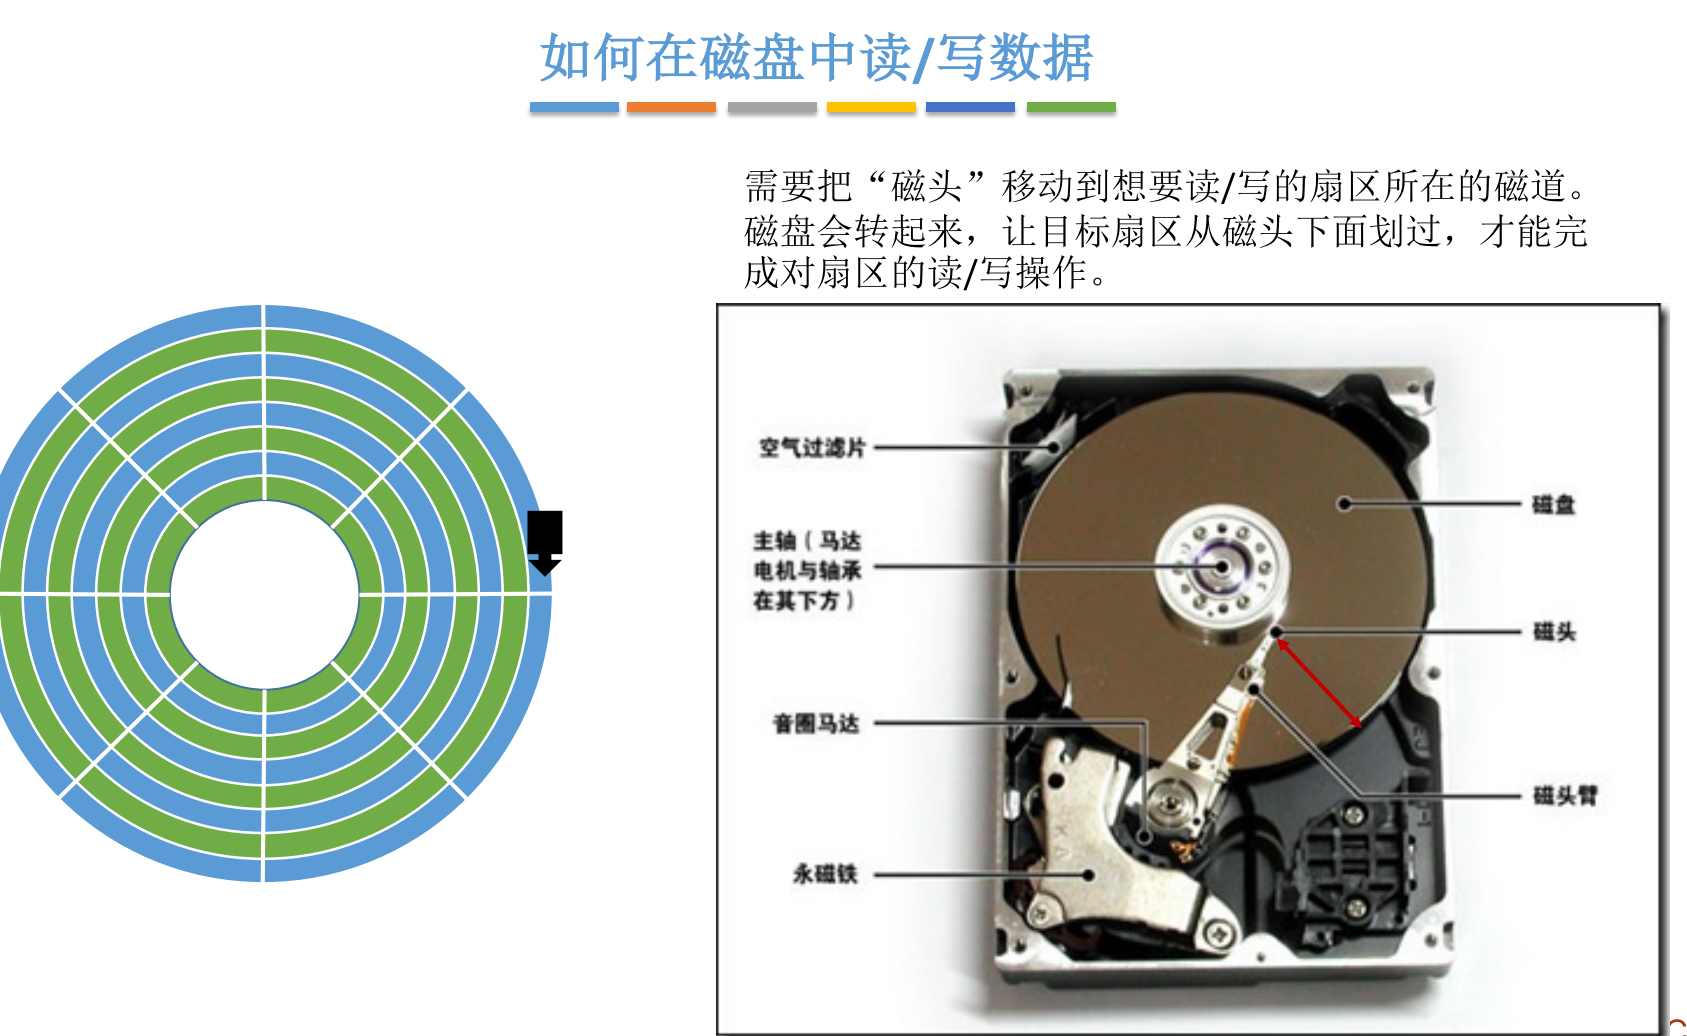 如何在磁盘中读/写数据
需要把“磁头”移动到想要读/写的扇区所在的磁道。
磁盘会转起来，让目标扇区从磁头下面划过，才能完
成对扇区的读/写操作。
空气过滤片
磁盘
主轴（马达
电机与轴承
在其下方）
磁头
音圈马达
磁头臂
永磁铁